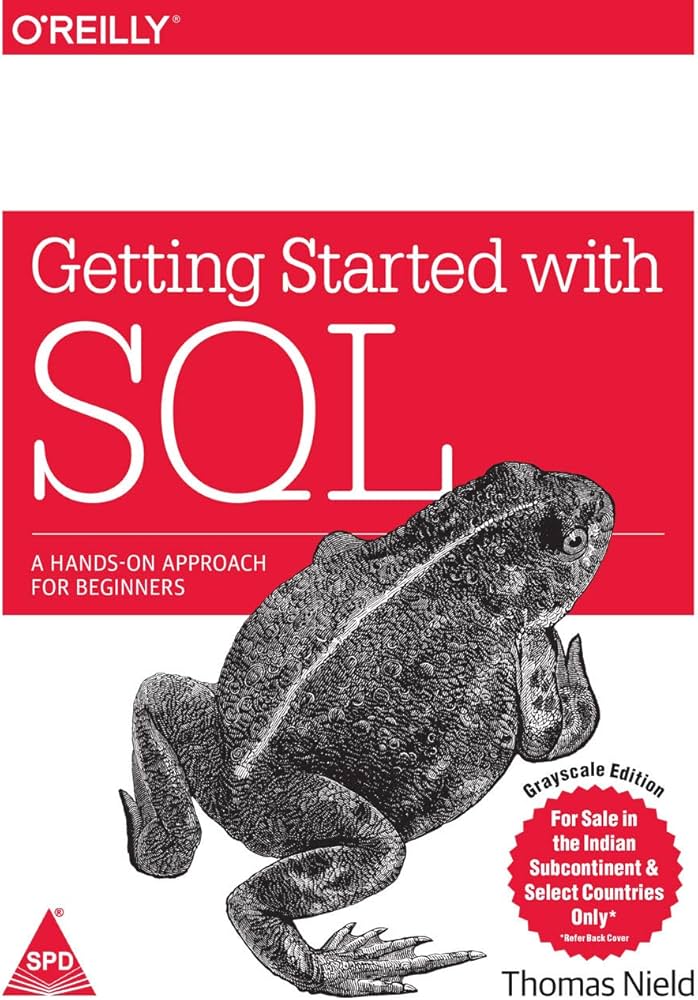 O'REILLY®
Getting Started with
SQL
A HANDS-ON APPROACH
FOR BEGINNERS
Grayscale Edition
For Sale in
the Indian
Subcontinent &
Select Countries
Only*
*Refer Back Cover
®
SPD
Thomas Nield